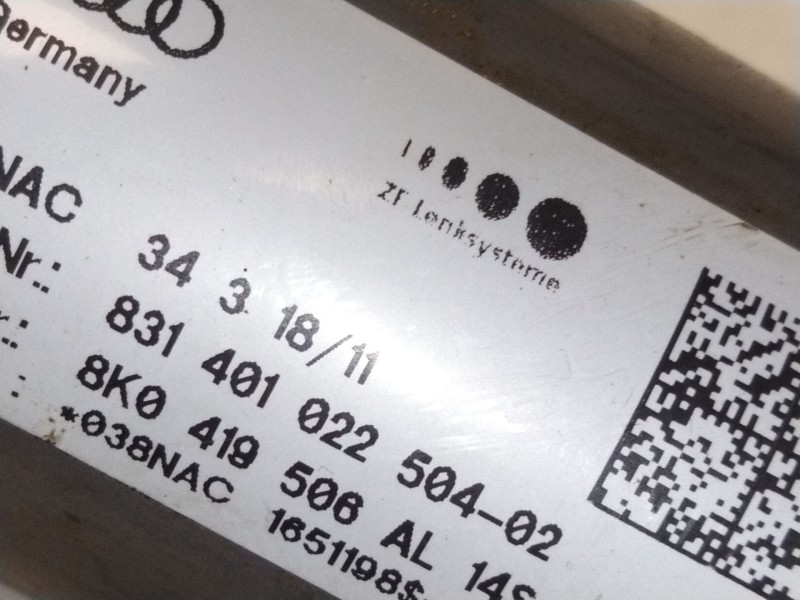 Germany
ZF Lenksysteme
NAC 34 3 18/11
Nr.: 831 401 022 504-02
r.: 8K0 419 506 AL 14S
: *038NAC 1651198$